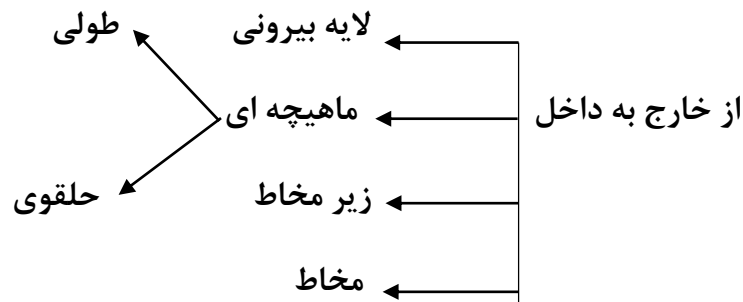 لایه بیرونی
طولی
از خارج به داخل
ماهیچه ای
زیر مخاط
حلقوی
مخاط